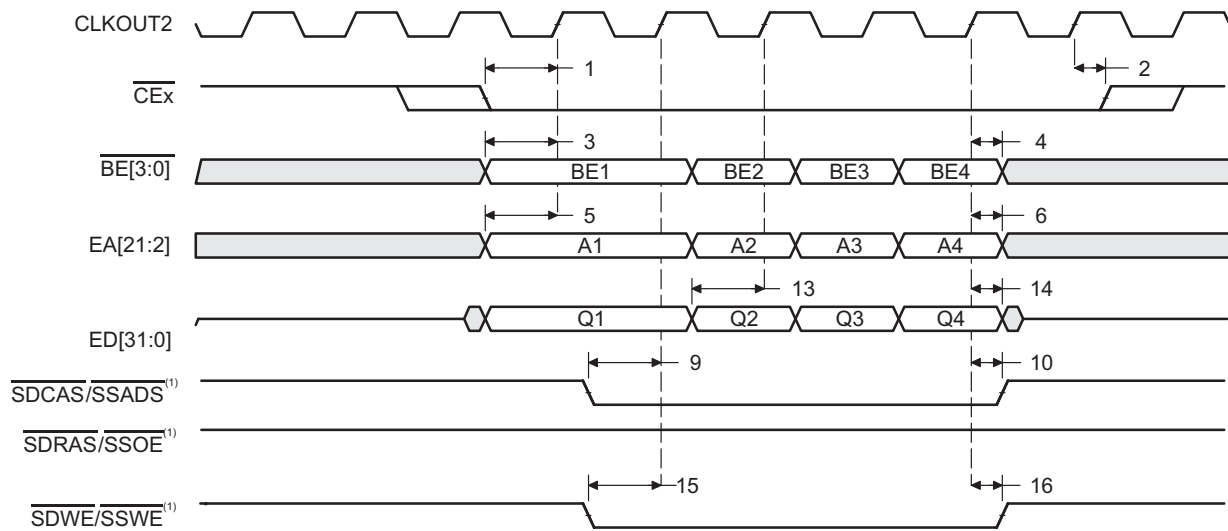 CLKOUT2
1 2
CEx
3 4
BE[3:0] BE1 BE2 BE3 BE4
5 6
EA[21:2] A1 A2 A3 A4
13 14
ED[31:0] Q1 Q2 Q3 Q4
9 10
SDCAS/SSADS(1)
SDRAS/SSOE(1)
15 16
SDWE/SSWE(1)